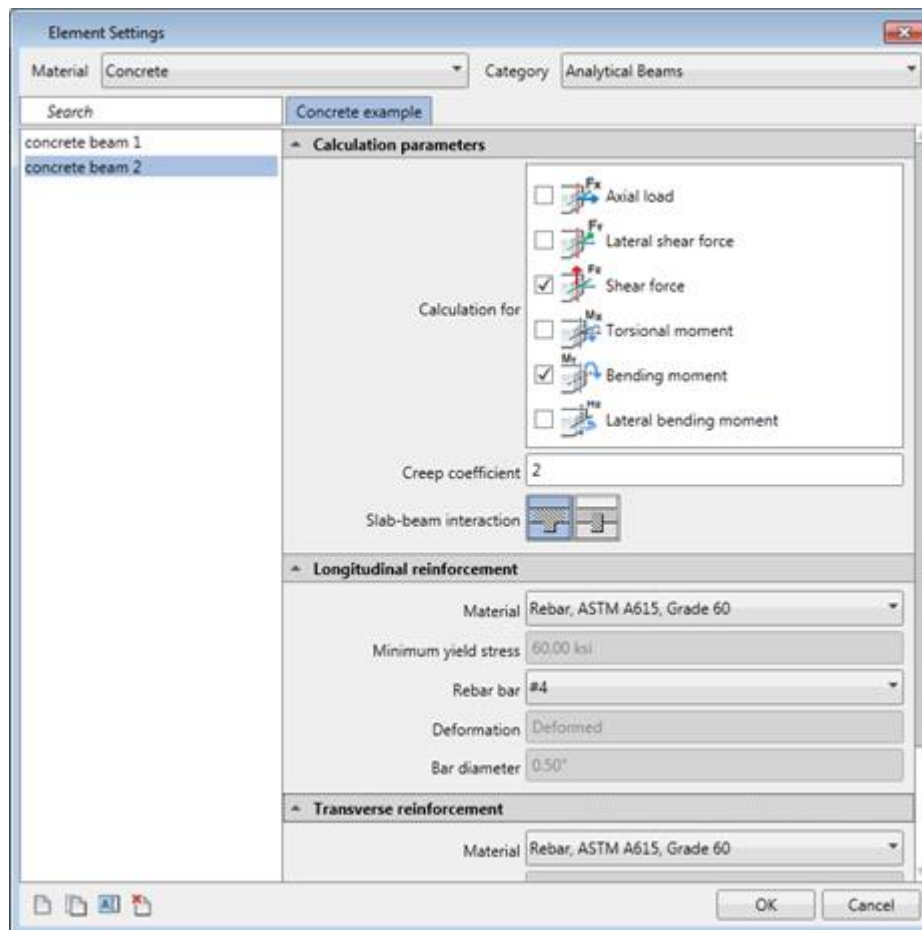 Element Settings
Material Concrete Category Analytical Beams
Search Concrete example
concrete beam 1
concrete beam 2
Calculation parameters
Calculation for
Fx Axial load
Fy Lateral shear force
Fz Shear force
Mx Torsional moment
My Bending moment
Mz Lateral bending moment
Creep coefficient 2
Slab-beam interaction
Longitudinal reinforcement
Material Rebar, ASTM A615, Grade 60
Minimum yield stress 60.00 ksi
Rebar bar #4
Deformation Deformed
Bar diameter 0.50"
Transverse reinforcement
Material Rebar, ASTM A615, Grade 60
OK Cancel